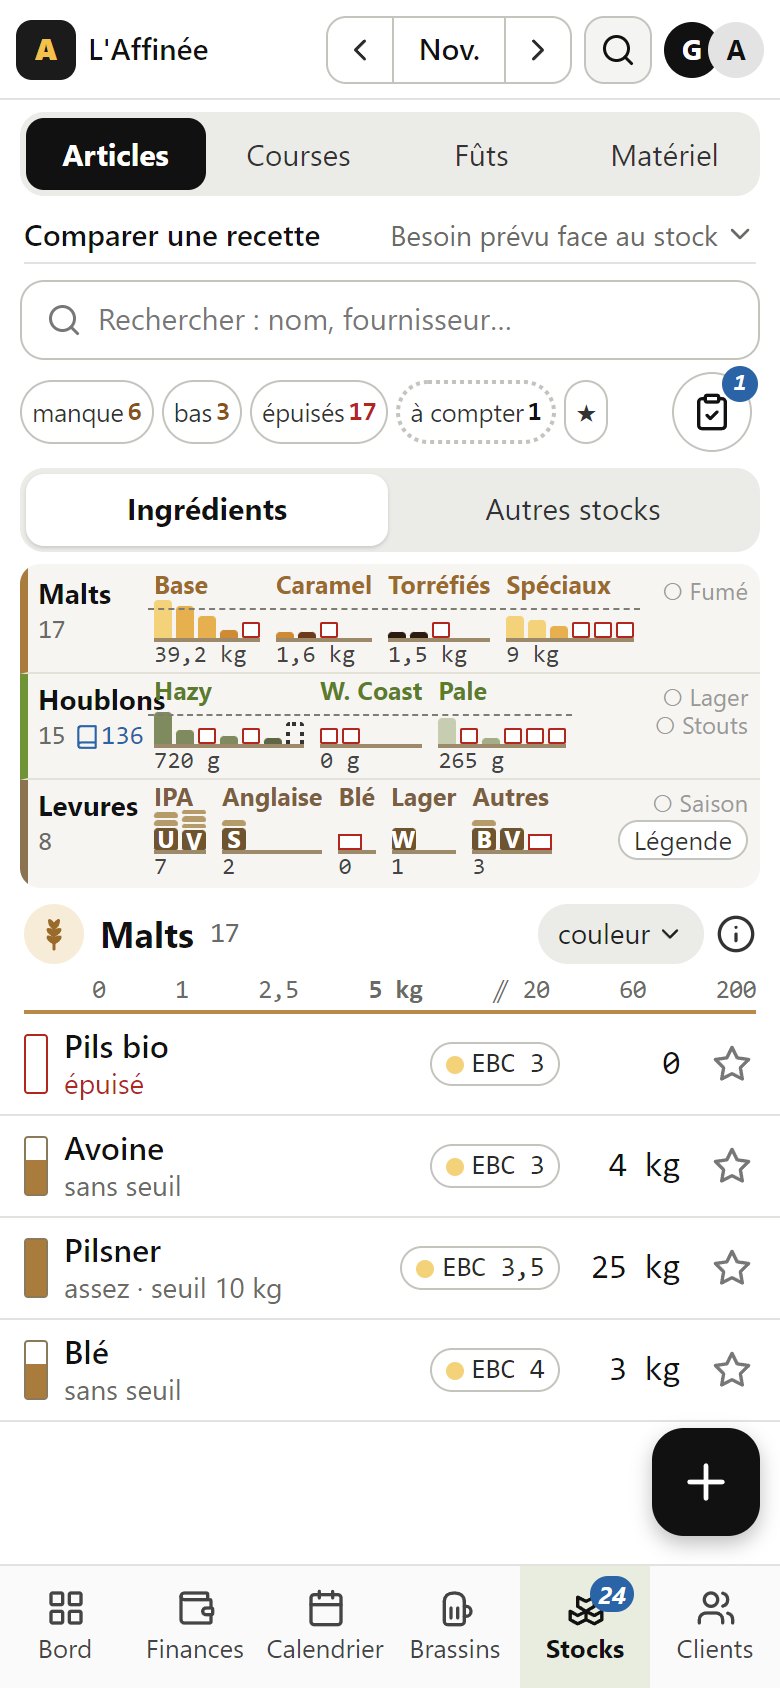 A L'Affinée Nov. G A
Articles Courses Fûts Matériel
Comparer une recette Besoin prévu face au stock
Rechercher : nom, fournisseur...
manque 6 bas 3 épuisés 17 à compter 1 ★ 1
Ingrédients Autres stocks
Malts Base Caramel Torréfiés Spéciaux Fumé
17 39,2 kg 1,6 kg 1,5 kg 9 kg
Houblons Hazy W. Coast Pale Lager
15 136 Stouts
720 g 0 g 265 g
Levures IPA Anglaise Blé Lager Autres Saison
8 U V S W B V Légende
7 2 0 1 3
Malts 17 couleur
0 1 2,5 5 kg // 20 60 200
Pils bio EBC 3 0
épuisé
Avoine EBC 3 4 kg
sans seuil
Pilsner EBC 3,5 25 kg
assez · seuil 10 kg
Blé EBC 4 3 kg
sans seuil
24
Bord Finances Calendrier Brassins Stocks Clients